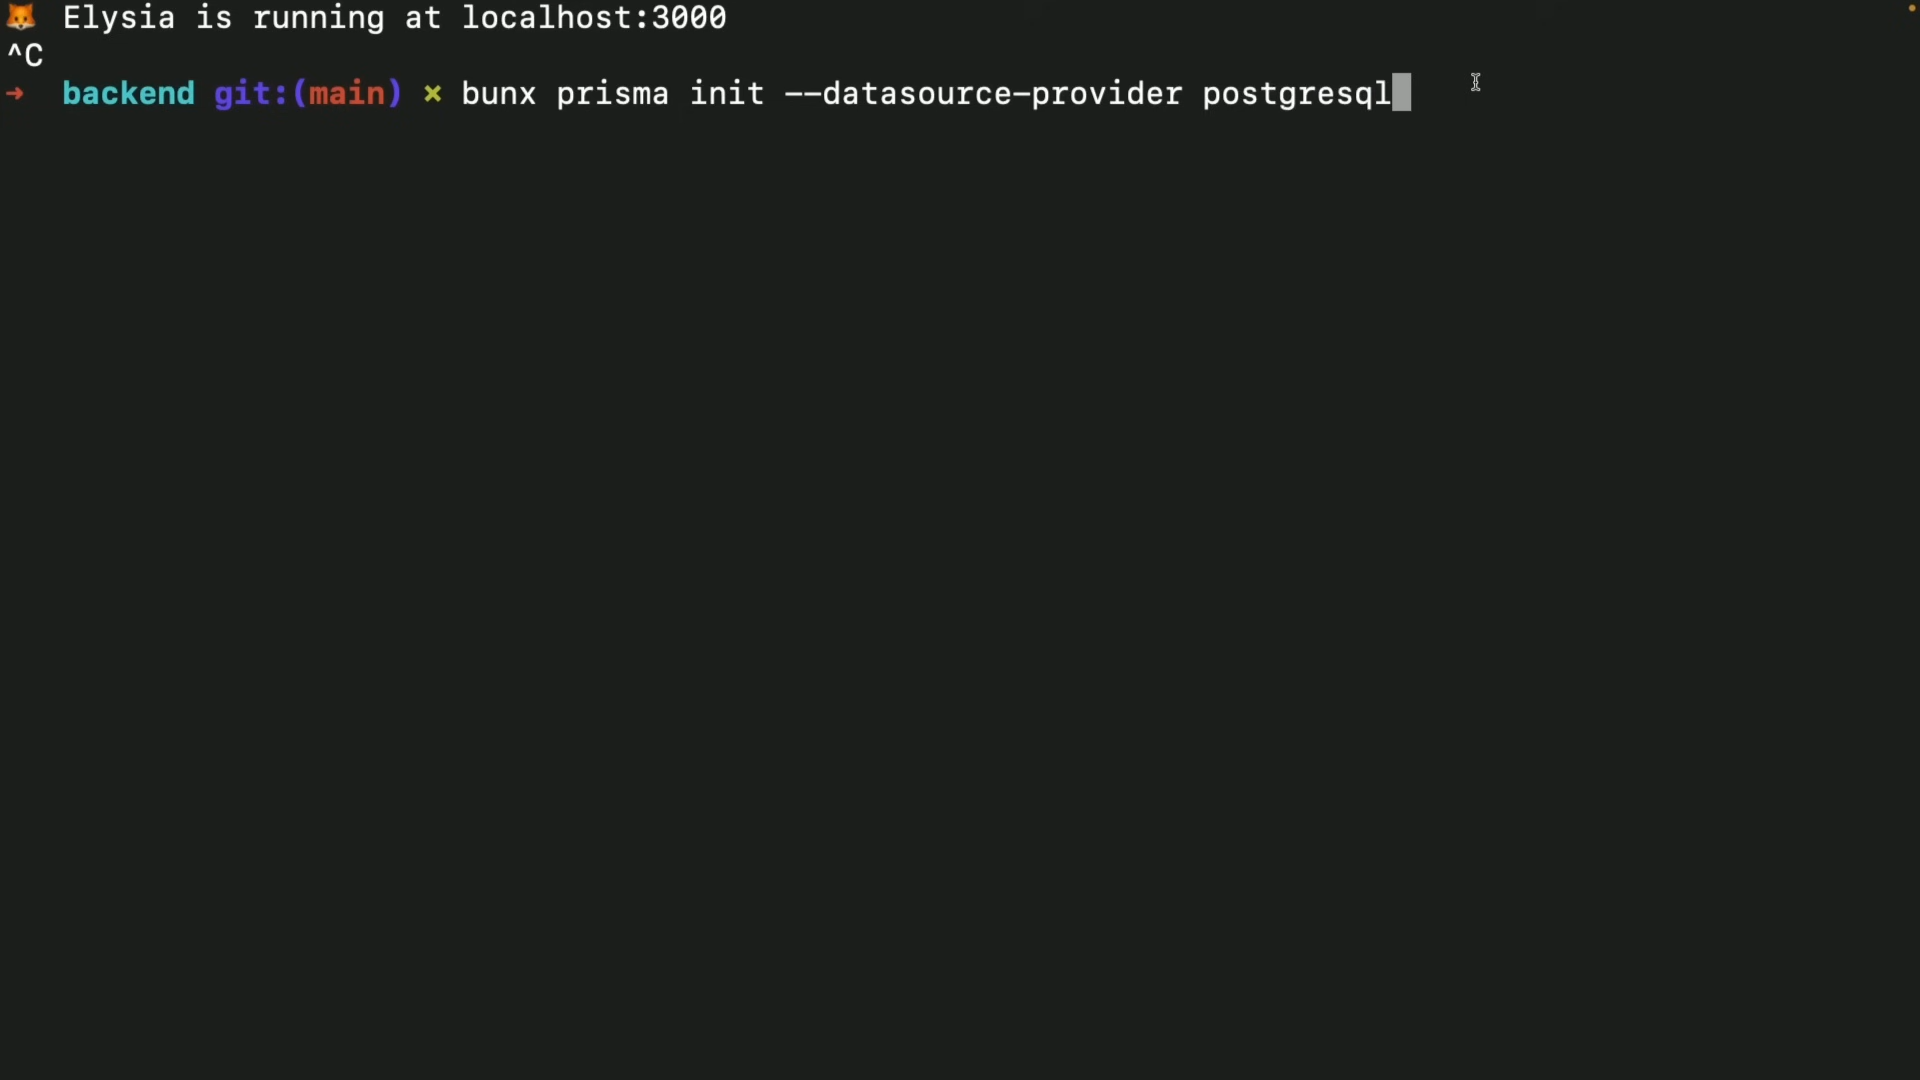 🦊 Elysia is running at localhost:3000
^C
➜ backend git:(main) ✗ bunx prisma init --datasource-provider postgresql